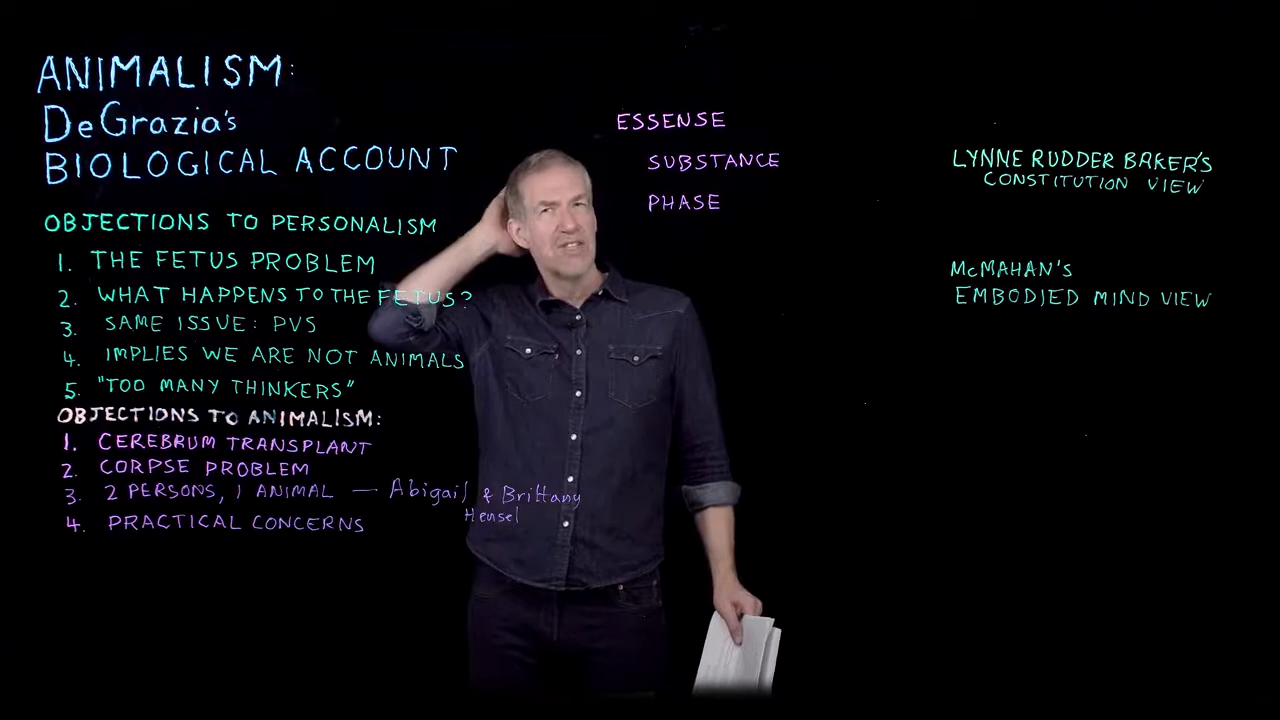 ANIMALISM:
DeGrazia's
BIOLOGICAL ACCOUNT
OBJECTIONS TO PERSONALISM
1. THE FETUS PROBLEM
2. WHAT HAPPENS TO THE FETUS?
3. SAME ISSUE: PVS
4. IMPLIES WE ARE NOT ANIMALS
5. "TOO MANY THINKERS"
OBJECTIONS TO ANIMALISM:
1. CEREBRUM TRANSPLANT
2. CORPSE PROBLEM
3. 2 PERSONS, 1 ANIMAL — Abigail & Brittany
Hensel
4. PRACTICAL CONCERNS
ESSENSE
SUBSTANCE
PHASE
LYNNE RUDDER BAKER'S
CONSTITUTION VIEW
McMAHAN'S
EMBODIED MIND VIEW